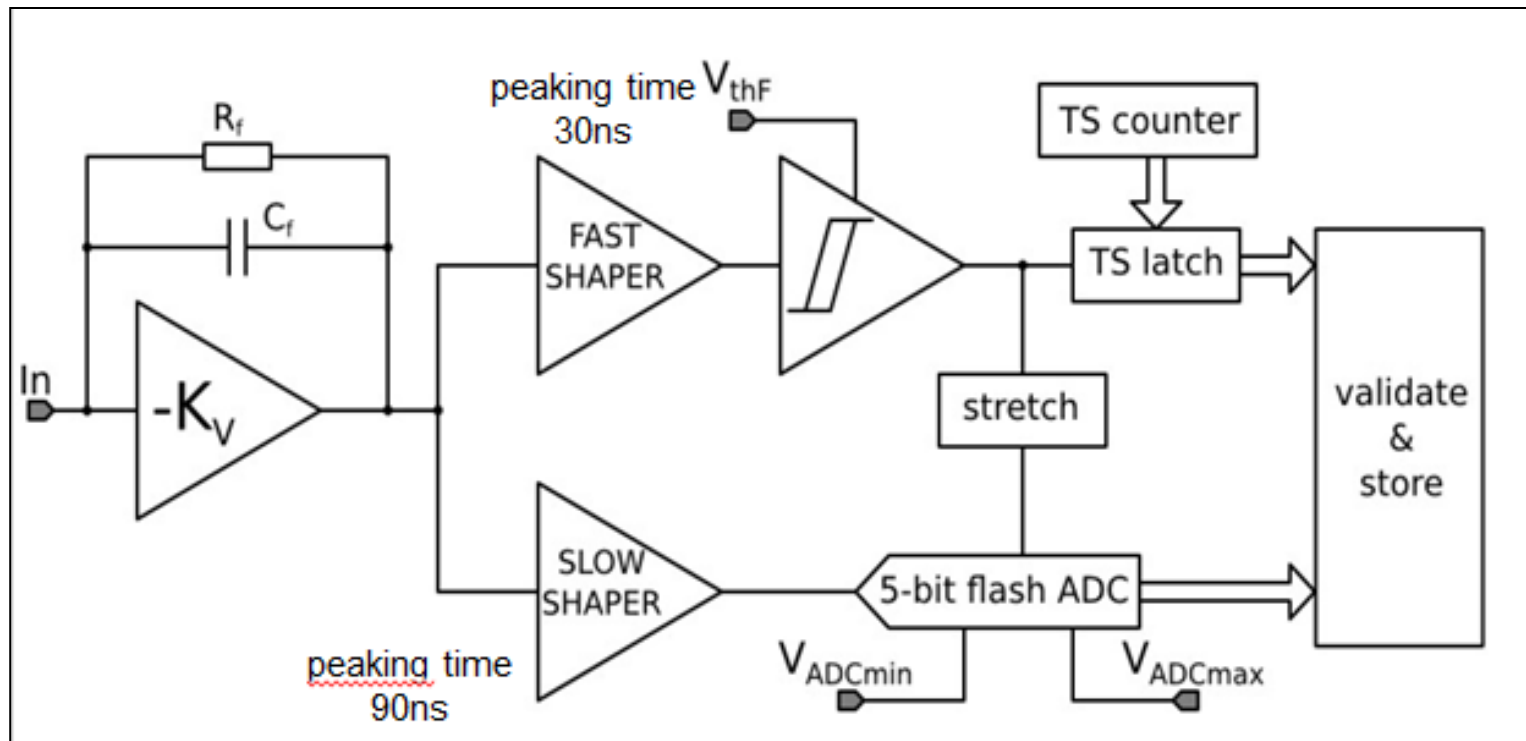 peaking time
30ns
VthF
TS counter
Rf
Cf
FAST
SHAPER
TS latch
In
-KV
stretch
validate
&
store
SLOW
SHAPER
5-bit flash ADC
peaking time
90ns
VADCmin
VADCmax